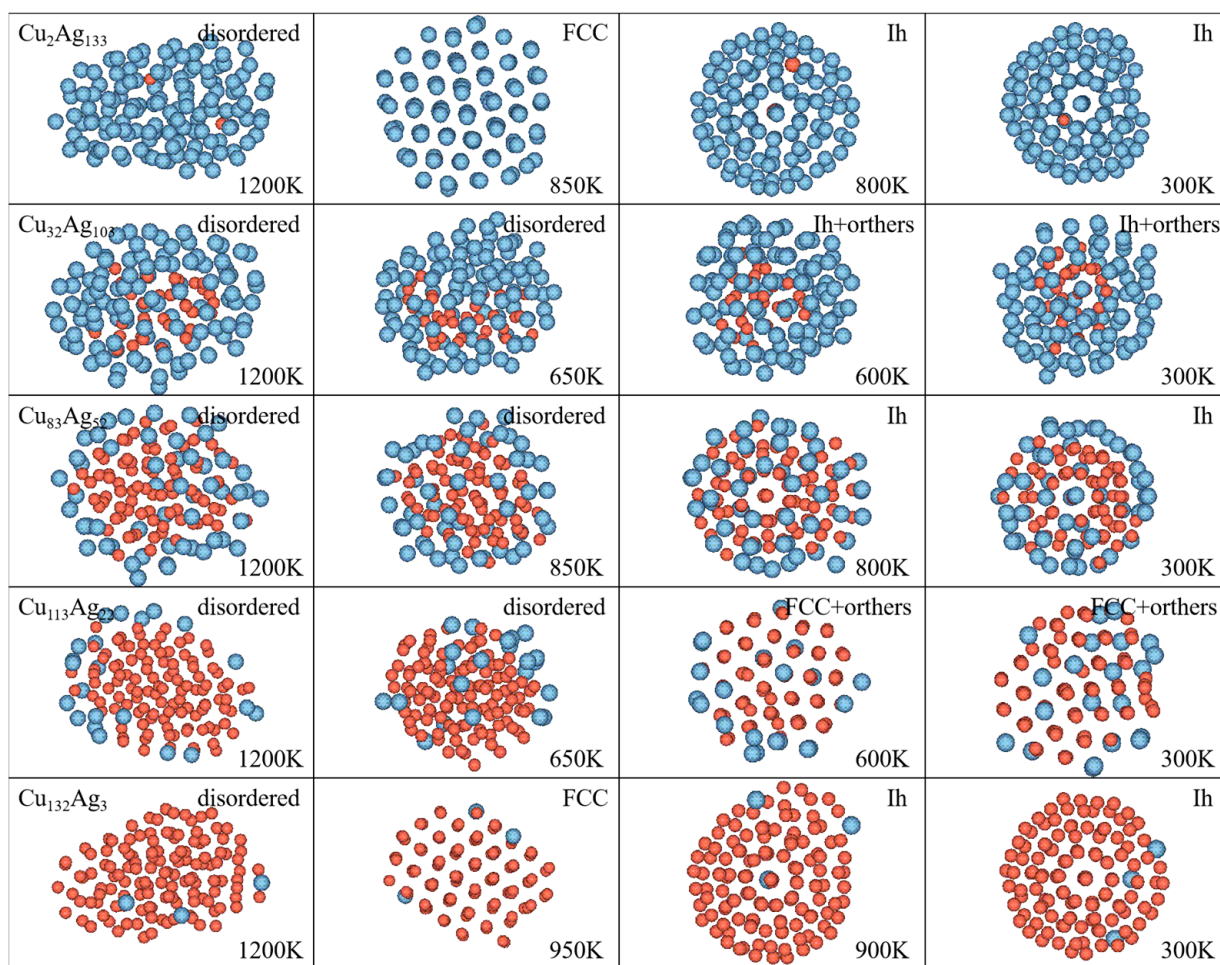 Cu₂Ag₁₃₃ disordered
1200K
FCC
850K
Ih
800K
Ih
300K
Cu₃₂Ag₁₀₃ disordered
1200K
disordered
650K
Ih+orthers
600K
Ih+orthers
300K
Cu₈₃Ag₅₂ disordered
1200K
disordered
850K
Ih
800K
Ih
300K
Cu₁₁₃Ag₂₂ disordered
1200K
disordered
650K
FCC+orthers
600K
FCC+orthers
300K
Cu₁₃₂Ag₃ disordered
1200K
FCC
950K
Ih
900K
Ih
300K